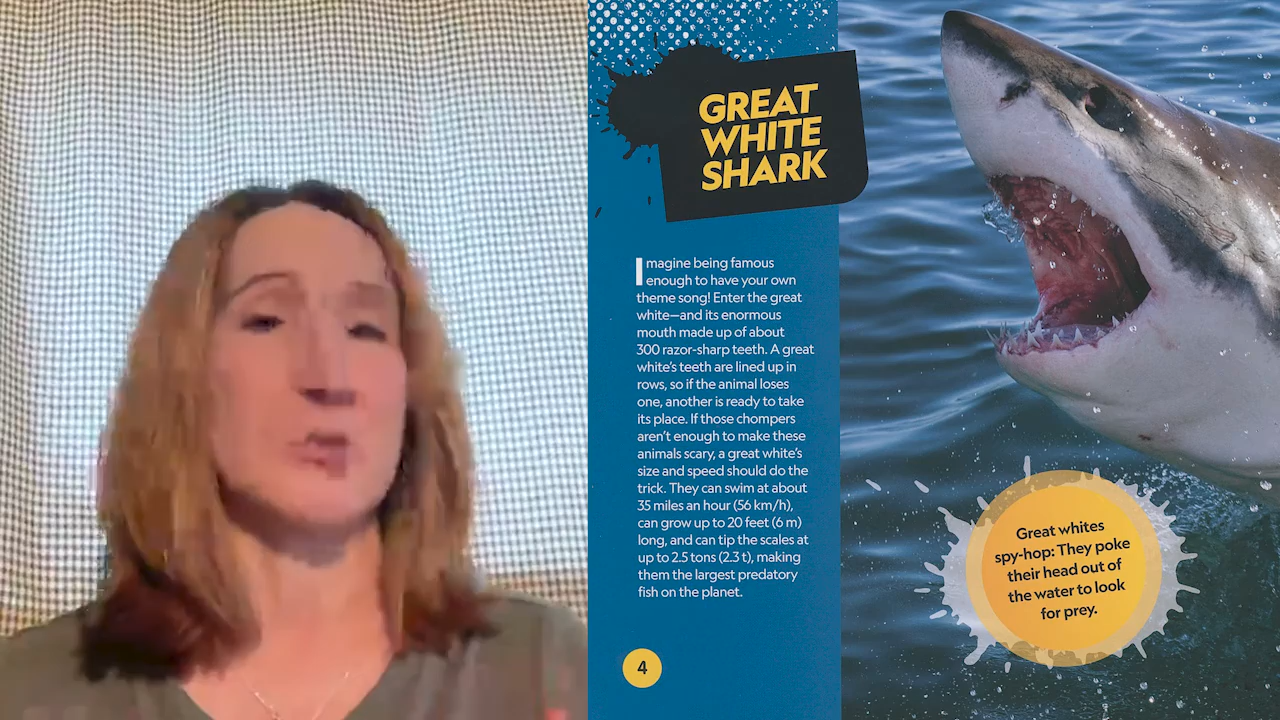 GREAT
WHITE
SHARK
Imagine being famous
enough to have your own
theme song! Enter the great
white—and its enormous
mouth made up of about
300 razor-sharp teeth. A great
white's teeth are lined up in
rows, so if the animal loses
one, another is ready to take
its place. If those chompers
aren't enough to make these
animals scary, a great white's
size and speed should do the
trick. They can swim at about
35 miles an hour (56 km/h),
can grow up to 20 feet (6 m)
long, and can tip the scales at
up to 2.5 tons (2.3 t), making
them the largest predatory
fish on the planet.
4
Great whites
spy-hop: They poke
their head out of
the water to look
for prey.